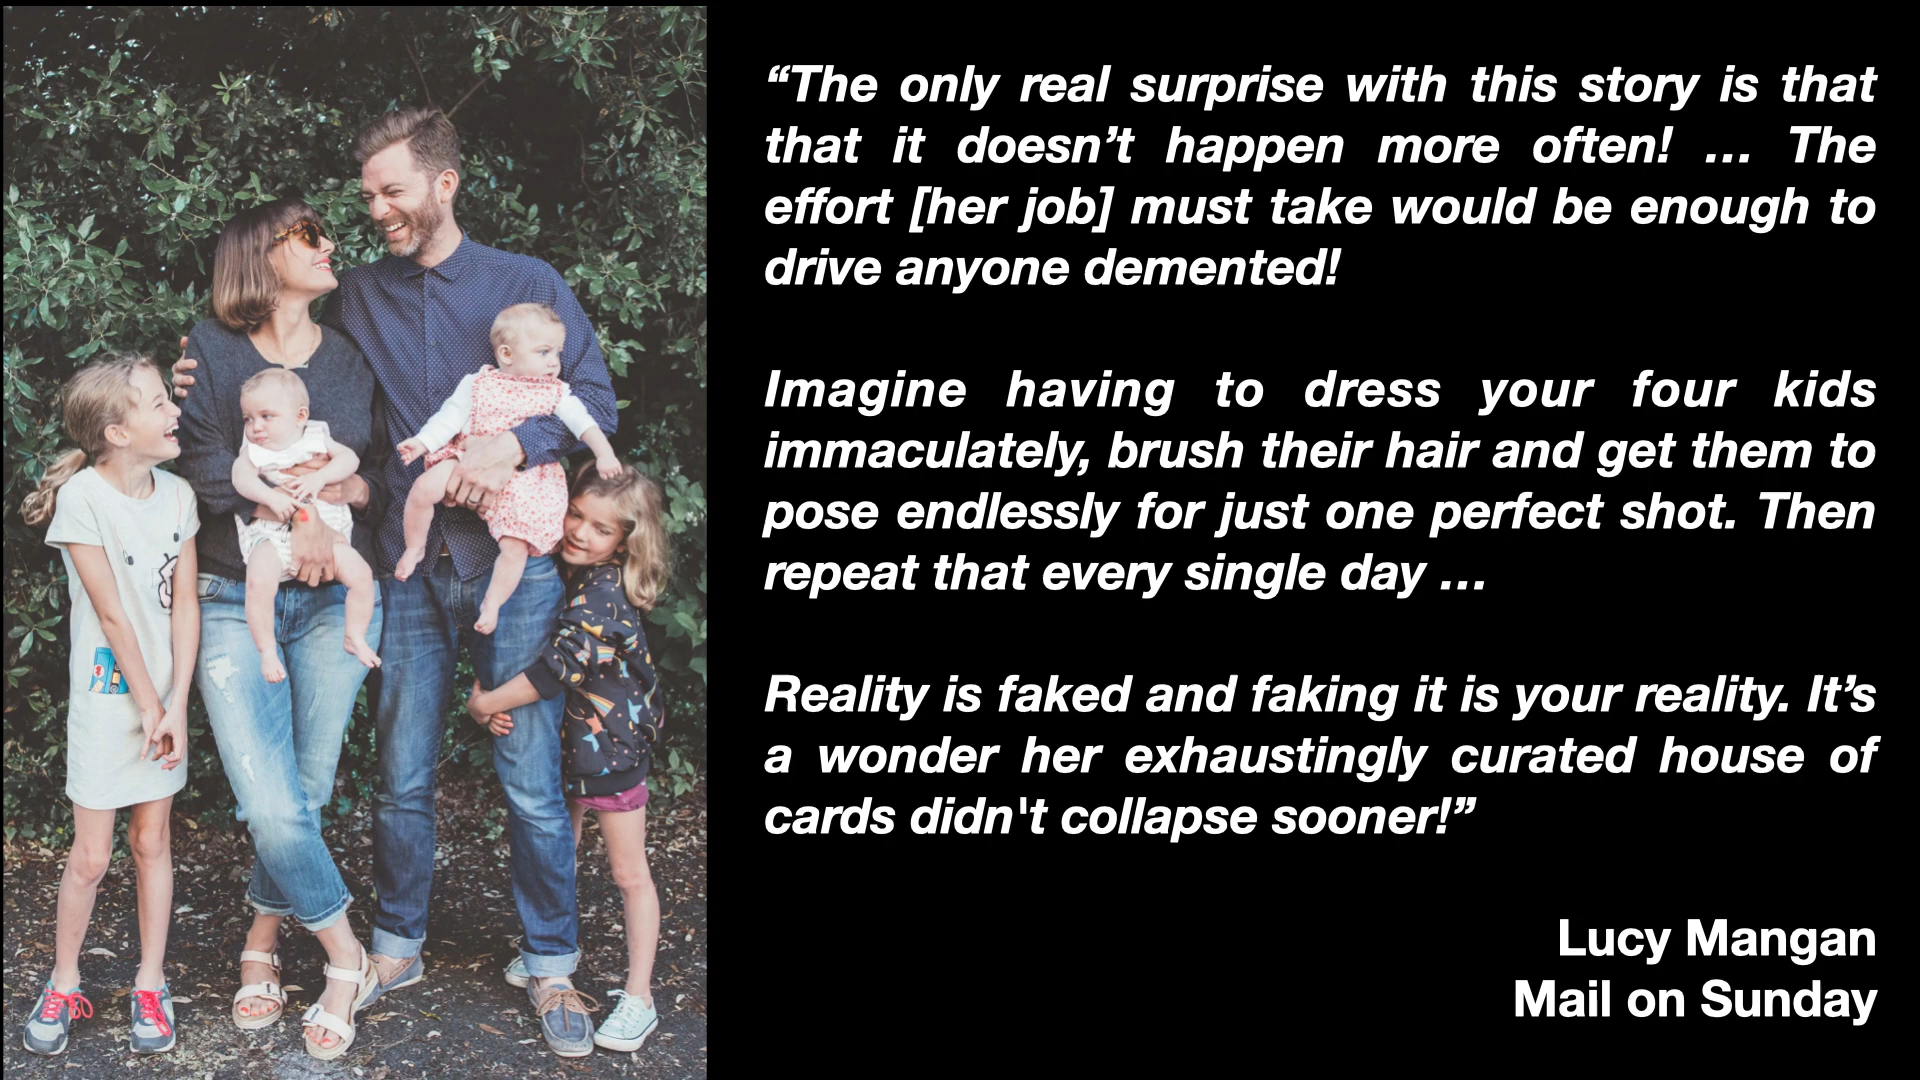 “The only real surprise with this story is that
that it doesn’t happen more often! … The
effort [her job] must take would be enough to
drive anyone demented!
Imagine having to dress your four kids
immaculately, brush their hair and get them to
pose endlessly for just one perfect shot. Then
repeat that every single day …
Reality is faked and faking it is your reality. It’s
a wonder her exhaustingly curated house of
cards didn't collapse sooner!”
Lucy Mangan
Mail on Sunday